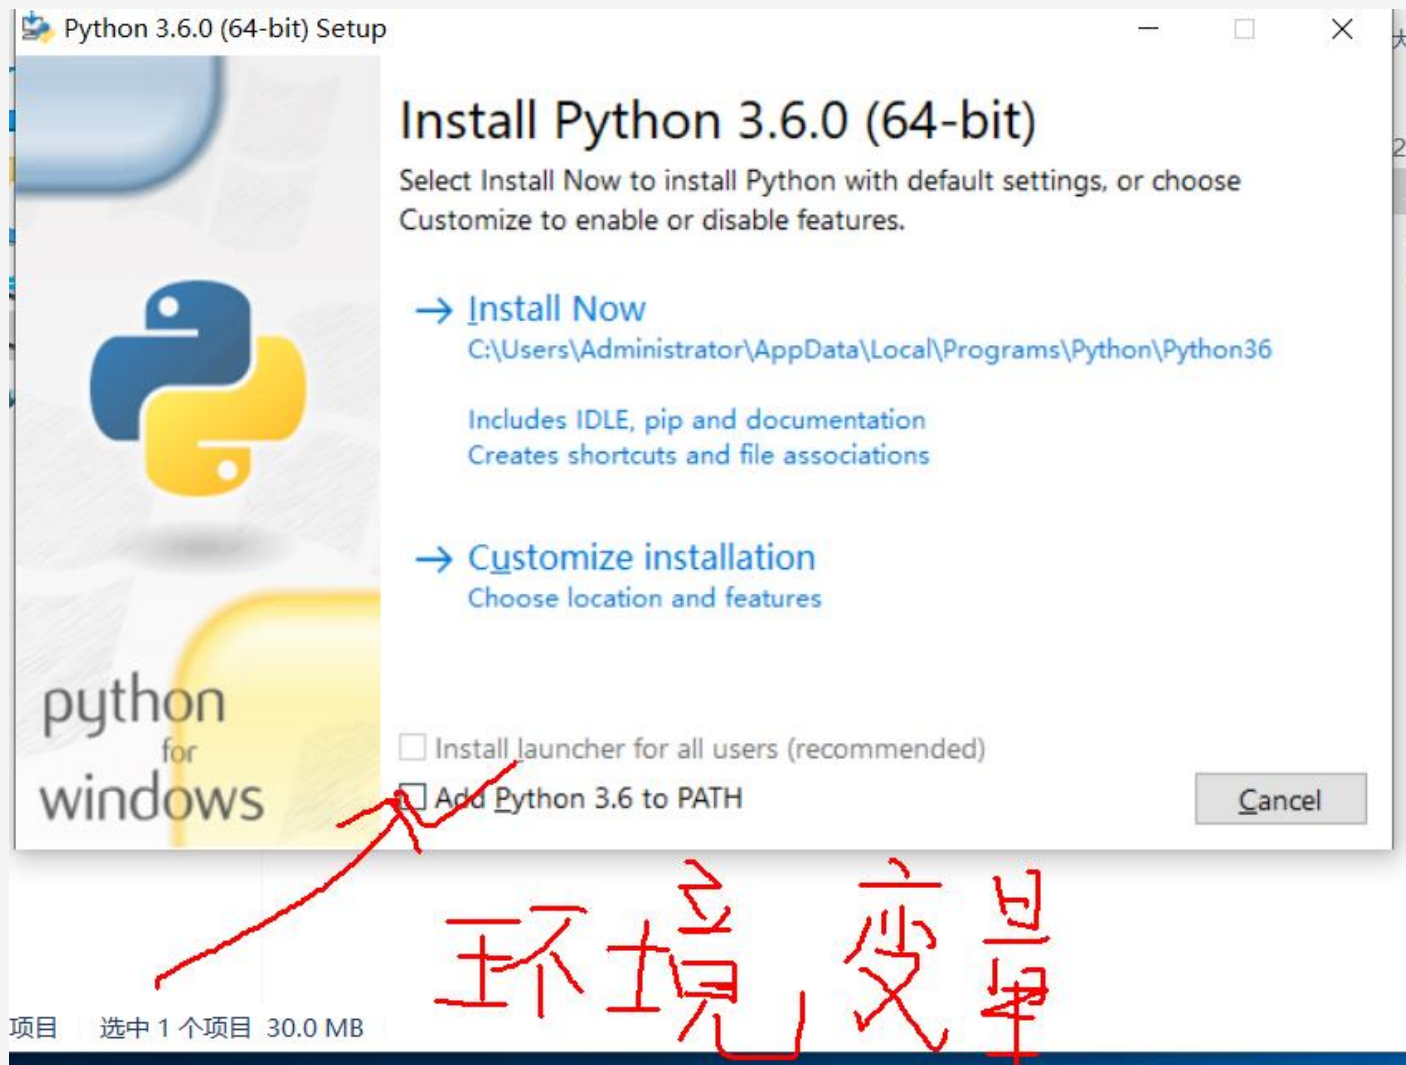 Python 3.6.0 (64-bit) Setup
大
Install Python 3.6.0 (64-bit)
2
Select Install Now to install Python with default settings, or choose
Customize to enable or disable features.
Install Now
C:\Users\Administrator\AppData\Local\Programs\Python\Python36
Includes IDLE, pip and documentation
Creates shortcuts and file associations
Customize installation
Choose location and features
python
for
windows
Install launcher for all users (recommended)
Add Python 3.6 to PATH
Cancel
环境变量
项目 选中 1 个项目 30.0 MB